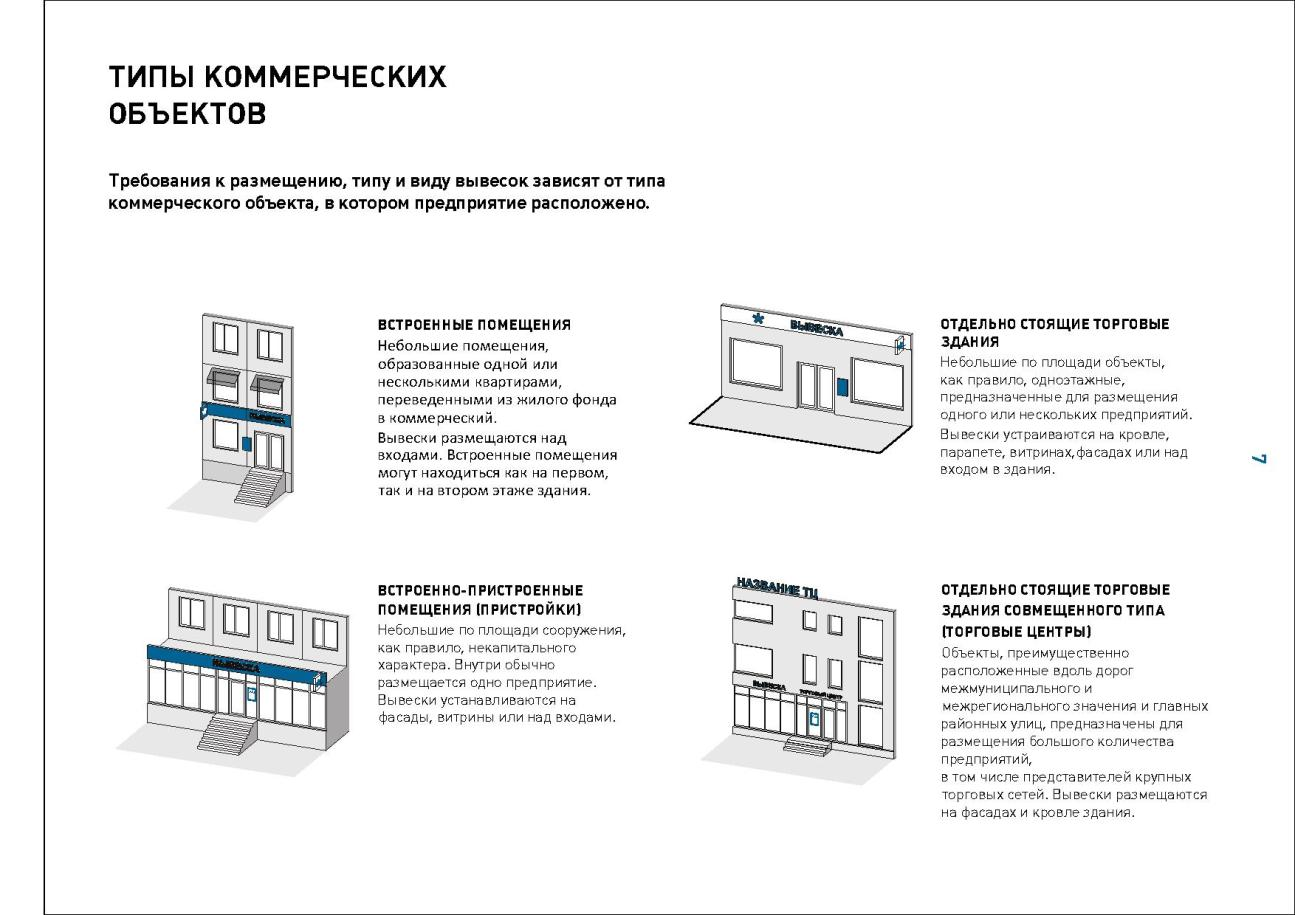 ТИПЫ КОММЕРЧЕСКИХ
ОБЪЕКТОВ
Требования к размещению, типу и виду вывесок зависят от типа
коммерческого объекта, в котором предприятие расположено.
ВЫВЕСКА
ВСТРОЕННЫЕ ПОМЕЩЕНИЯ
Небольшие помещения,
образованные одной или
несколькими квартирами,
переведенными из жилого фонда
в коммерческий.
Вывески размещаются над
входами. Встроенные помещения
могут находиться как на первом,
так и на втором этаже здания.
ВЫВЕСКА
ОТДЕЛЬНО СТОЯЩИЕ ТОРГОВЫЕ
ЗДАНИЯ
Небольшие по площади объекты,
как правило, одноэтажные,
предназначенные для размещения
одного или нескольких предприятий.
Вывески устраиваются на кровле,
парапете, витринах, фасадах или над
входом в здания.
7
ВЫВЕСКА
ВСТРОЕННО-ПРИСТРОЕННЫЕ
ПОМЕЩЕНИЯ (ПРИСТРОЙКИ)
Небольшие по площади сооружения,
как правило, некапитального
характера. Внутри обычно
размещается одно предприятие.
Вывески устанавливаются на
фасады, витрины или над входами.
НАЗВАНИЕ ТЦ
ВЫВЕСКА
ТОРГОВЫЙ ЦЕНТР
ОТДЕЛЬНО СТОЯЩИЕ ТОРГОВЫЕ
ЗДАНИЯ СОВМЕЩЕННОГО ТИПА
(ТОРГОВЫЕ ЦЕНТРЫ)
Объекты, преимущественно
расположенные вдоль дорог
межмуниципального и
межрегионального значения и главных
районных улиц, предназначены для
размещения большого количества
предприятий,
в том числе представителей крупных
торговых сетей. Вывески размещаются
на фасадах и кровле здания.